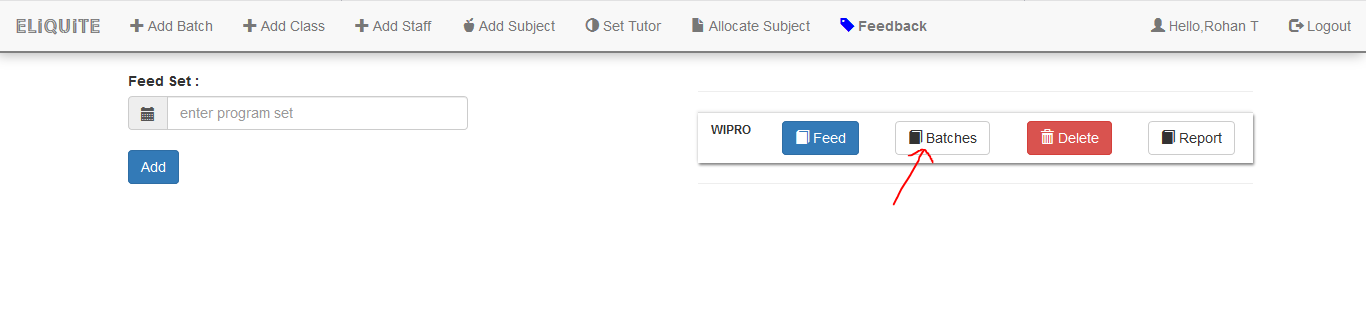 ELiQUiTE Add Batch Add Class Add Staff Add Subject Set Tutor Allocate Subject Feedback Hello,Rohan T Logout
Feed Set :
enter program set
Add
WIPRO Feed Batches Delete Report